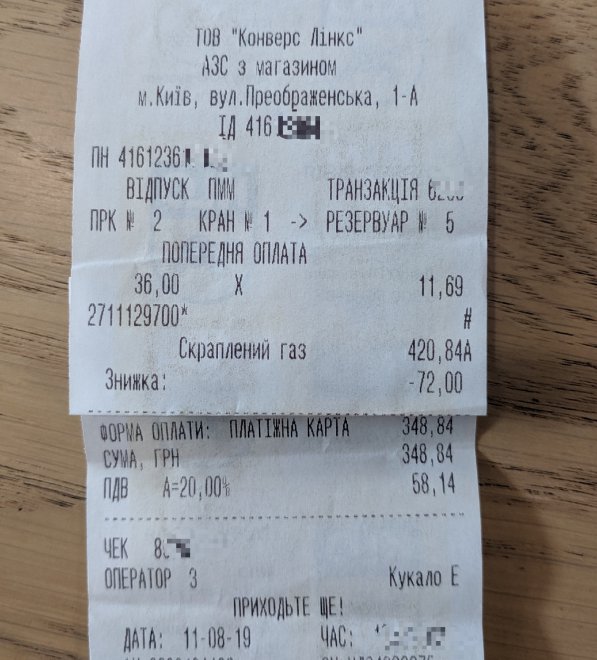 ТОВ "Конверс Лінкс"
АЗС з магазином
м.Київ, вул.Преображенська, 1-А
ІД 416
ПН 4161236
ВІДПУСК ПММ ТРАНЗАКЦІЯ
ПРК № 2 КРАН № 1 -> РЕЗЕРВУАР № 5
ПОПЕРЕДНЯ ОПЛАТА
36,00 X 11,69
2711129700* #
Скраплений газ 420,84А
Знижка: -72,00
ФОРМА ОПЛАТИ: ПЛАТІЖНА КАРТА 348,84
СУМА, ГРН 348,84
ПДВ А=20,00% 58,14
ЧЕК
ОПЕРАТОР 3 Кукало Е
ПРИХОДЬТЕ ЩЕ!
ДАТА: 11-08-19 ЧАС: